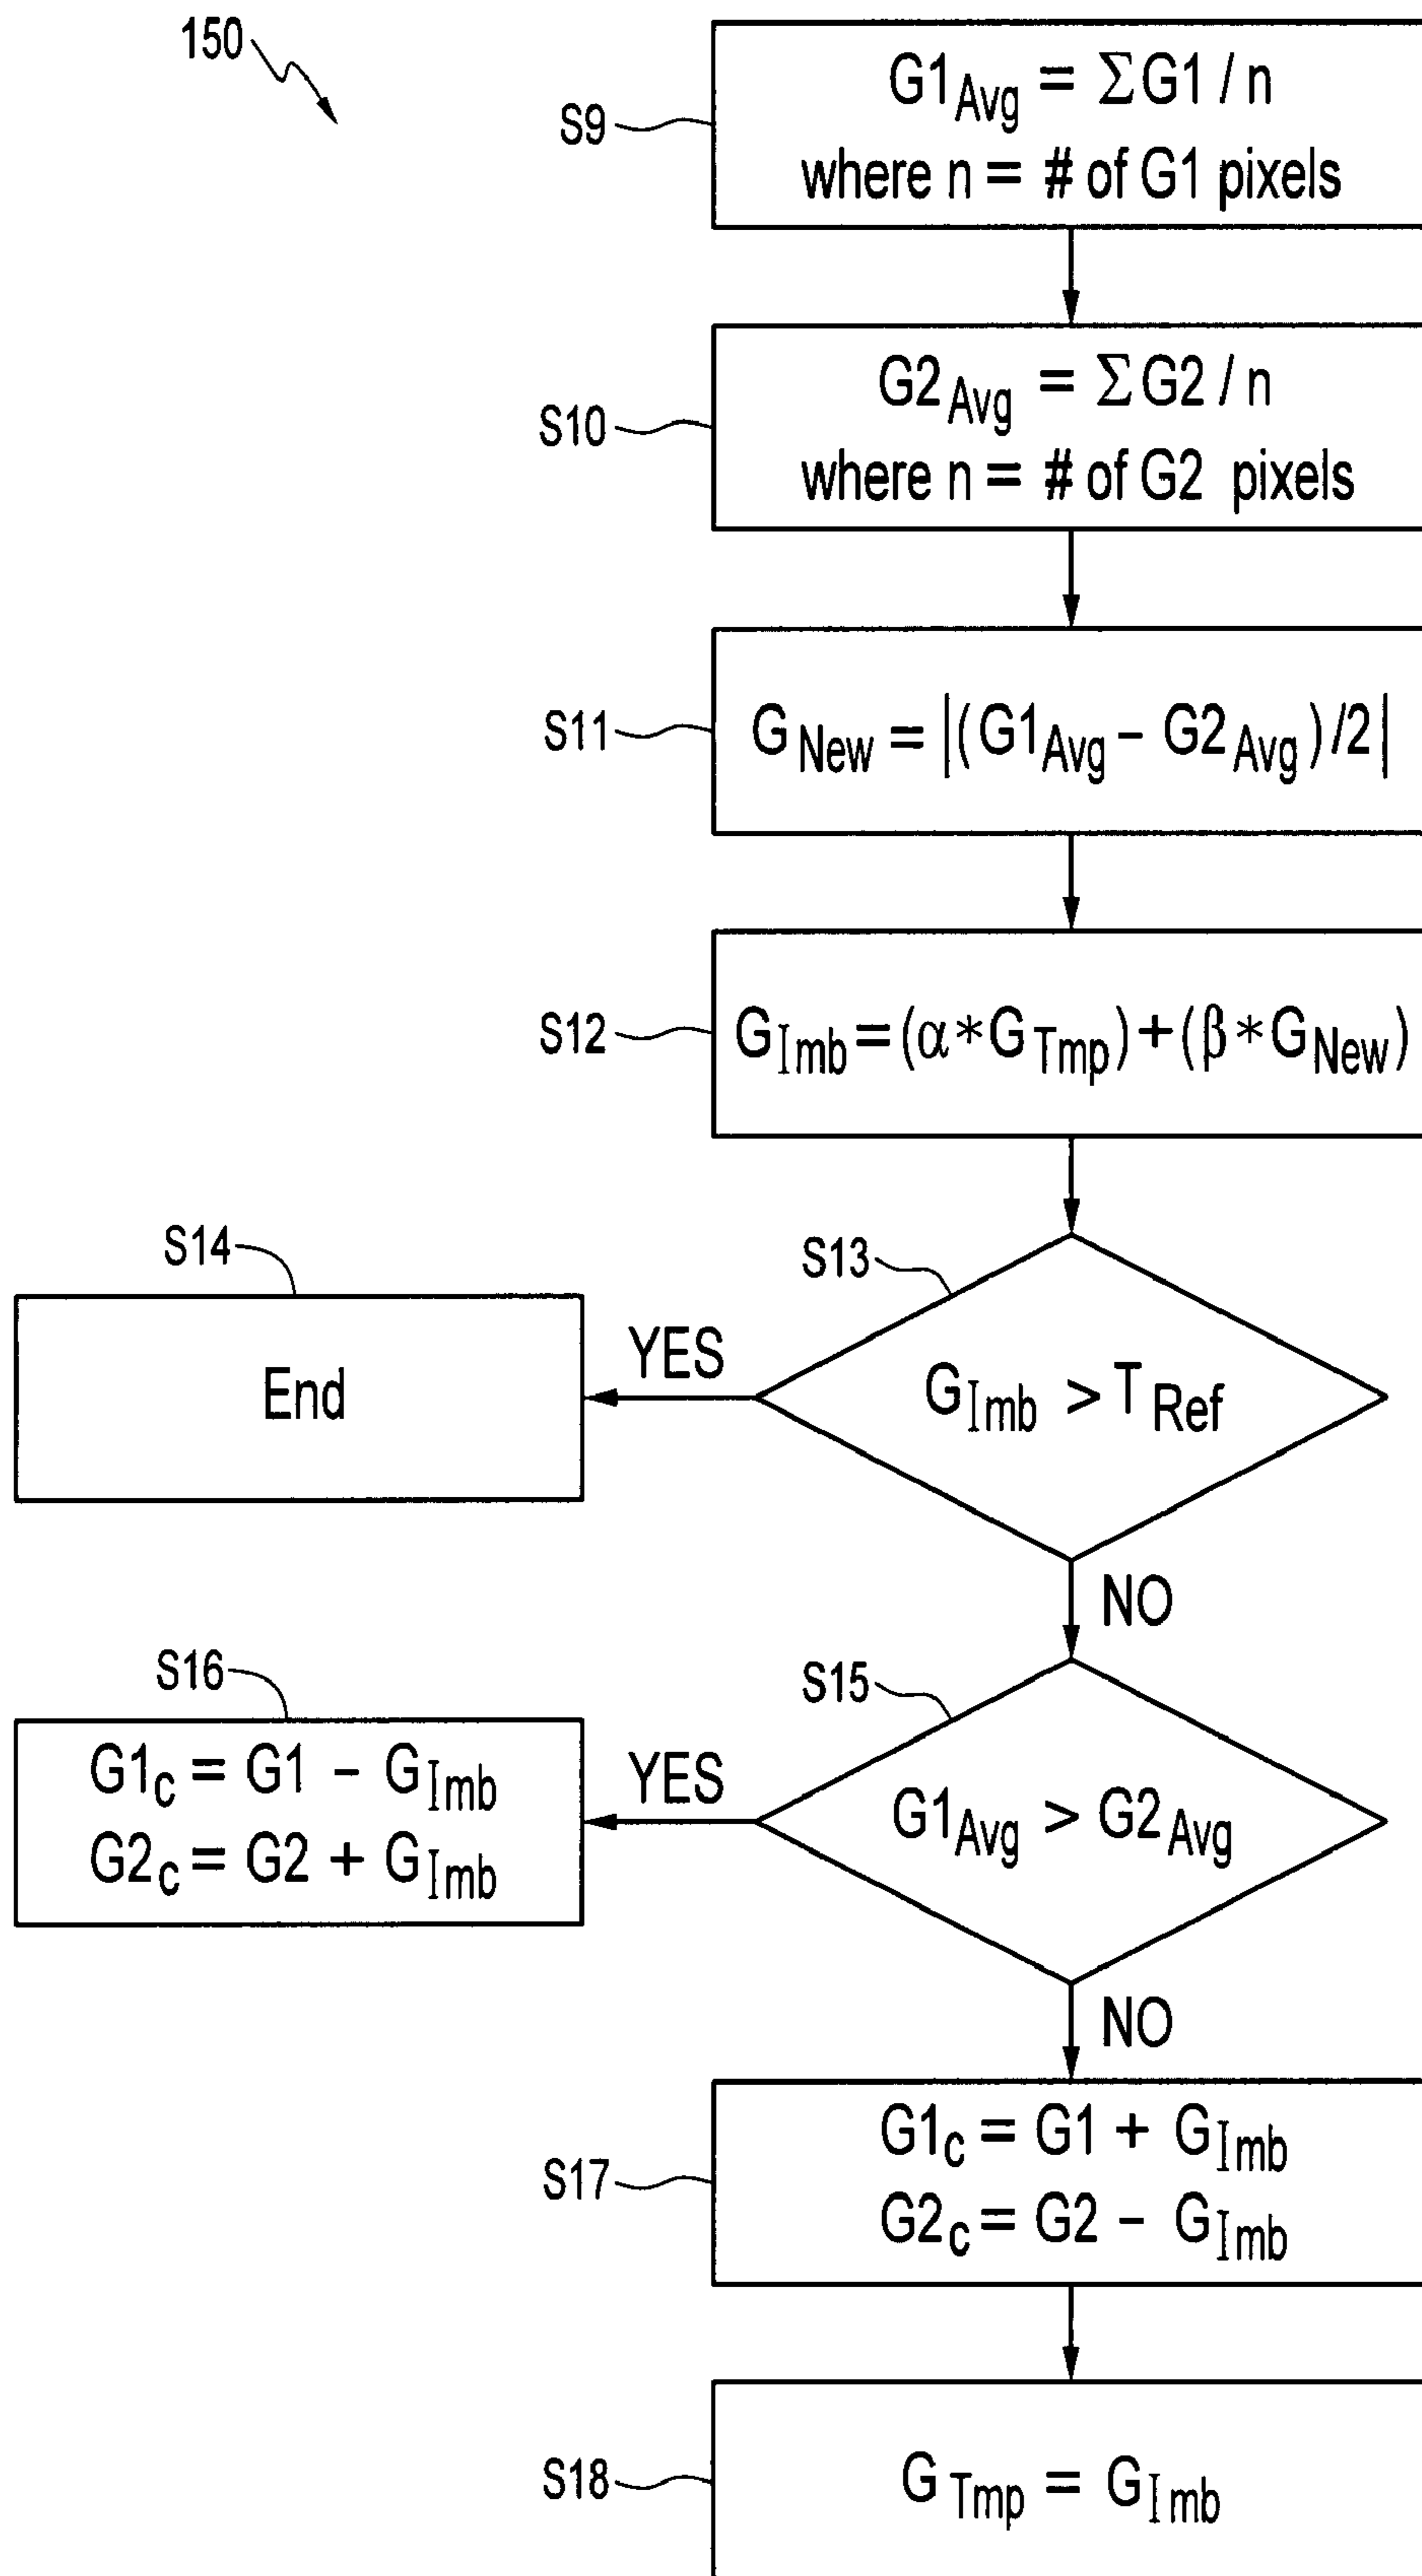 150
S9
G1Avg = ΣG1 / n
where n = # of G1 pixels
S10
G2Avg = ΣG2 / n
where n = # of G2 pixels
S11
GNew = |(G1Avg – G2Avg)/2|
S12
GImb = (α*GTmp)+(β*GNew)
S13
GImb > TRef
YES
S14
End
NO
S15
G1Avg > G2Avg
YES
S16
G1c = G1 – GImb
G2c = G2 + GImb
NO
S17
G1c = G1 + GImb
G2c = G2 – GImb
S18
GTmp = GImb